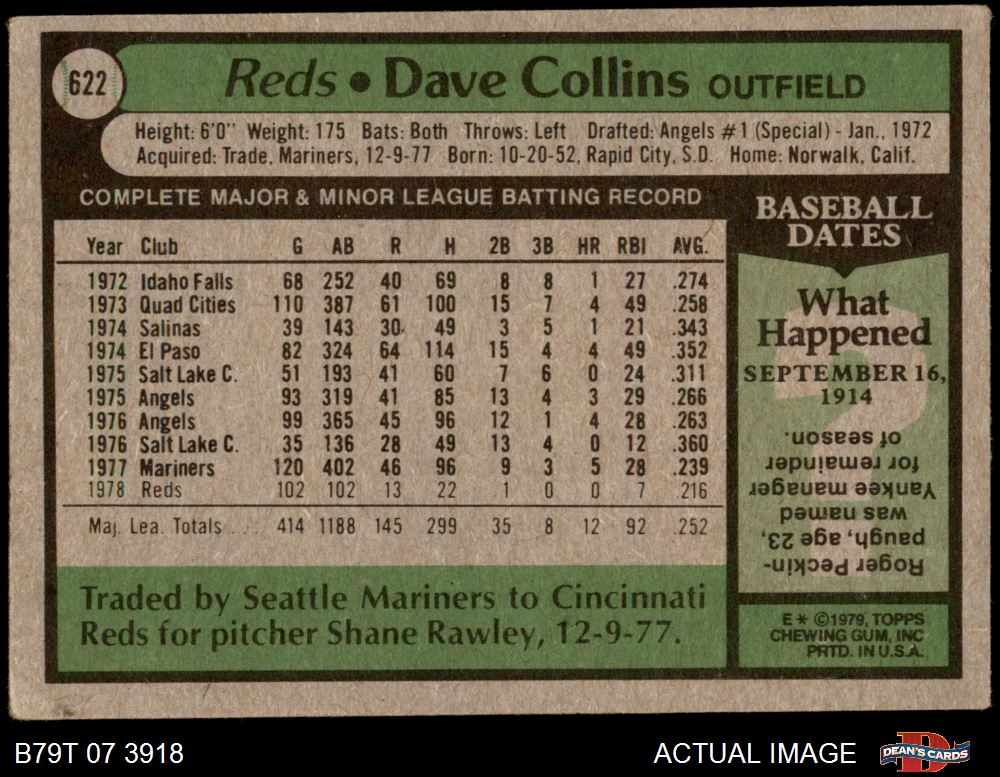 622
Reds • Dave Collins OUTFIELD
Height: 6'0" Weight: 175 Bats: Both Throws: Left Drafted: Angels #1 (Special) - Jan., 1972
Acquired: Trade, Mariners, 12-9-77 Born: 10-20-52, Rapid City, S.D. Home: Norwalk, Calif.
COMPLETE MAJOR & MINOR LEAGUE BATTING RECORD
Year Club G AB R H 2B 3B HR RBI AVG.
1972 Idaho Falls 68 252 40 69 8 8 1 27 .274
1973 Quad Cities 110 387 61 100 15 7 4 49 .258
1974 Salinas 39 143 30 49 3 5 1 21 .343
1974 El Paso 82 324 64 114 15 4 4 49 .352
1975 Salt Lake C. 51 193 41 60 7 6 0 24 .311
1975 Angels 93 319 41 85 13 4 3 29 .266
1976 Angels 99 365 45 96 12 1 4 28 .263
1976 Salt Lake C. 35 136 28 49 13 4 0 12 .360
1977 Mariners 120 402 46 96 9 3 5 28 .239
1978 Reds 102 102 13 22 1 0 0 7 .216
Maj. Lea. Totals . . . 414 1188 145 299 35 8 12 92 .252
Traded by Seattle Mariners to Cincinnati
Reds for pitcher Shane Rawley, 12-9-77.
BASEBALL
DATES
What
Happened
SEPTEMBER 16,
1914
Roger Peckin-
paugh, age 23,
was named
Yankee manager
for remainder
of season.
E * ©1979, TOPPS
CHEWING GUM, INC
PRTD. IN U.S.A.
B79T 07 3918
ACTUAL IMAGE
D
DEAN'S CARDS